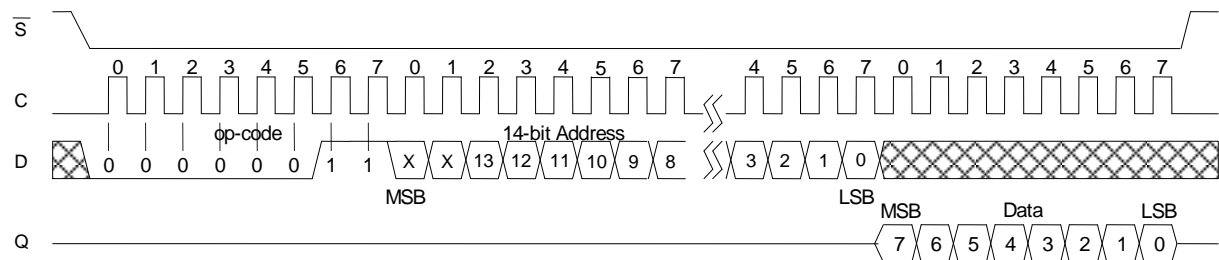 S
0 1 2 3 4 5 6 7 0 1 2 3 4 5 6 7 4 5 6 7 0 1 2 3 4 5 6 7
C
op-code 14-bit Address
D 0 0 0 0 0 0 1 1 X X 13 12 11 10 9 8 3 2 1 0
MSB LSB
MSB Data LSB
Q 7 6 5 4 3 2 1 0